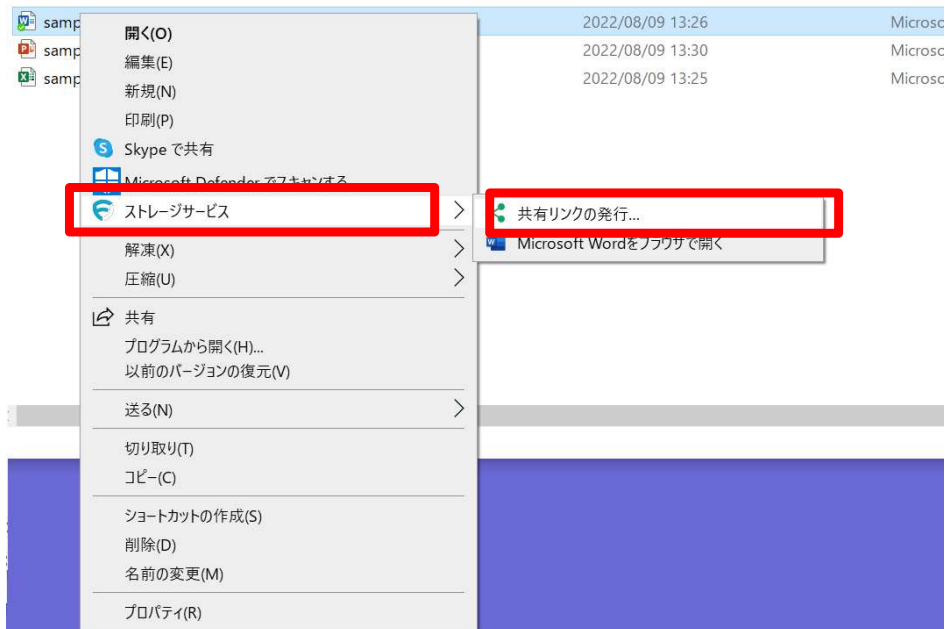 samp 2022/08/09 13:26 Microso
samp 2022/08/09 13:30 Microso
samp 2022/08/09 13:25 Microso
開く(O)
編集(E)
新規(N)
印刷(P)
Skype で共有
Microsoft Defender でスキャンする
ストレージサービス
共有リンクの発行...
Microsoft Wordをブラウザで開く
解凍(X)
圧縮(U)
共有
プログラムから開く(H)...
以前のバージョンの復元(V)
送る(N)
切り取り(T)
コピー(C)
ショートカットの作成(S)
削除(D)
名前の変更(M)
プロパティ(R)